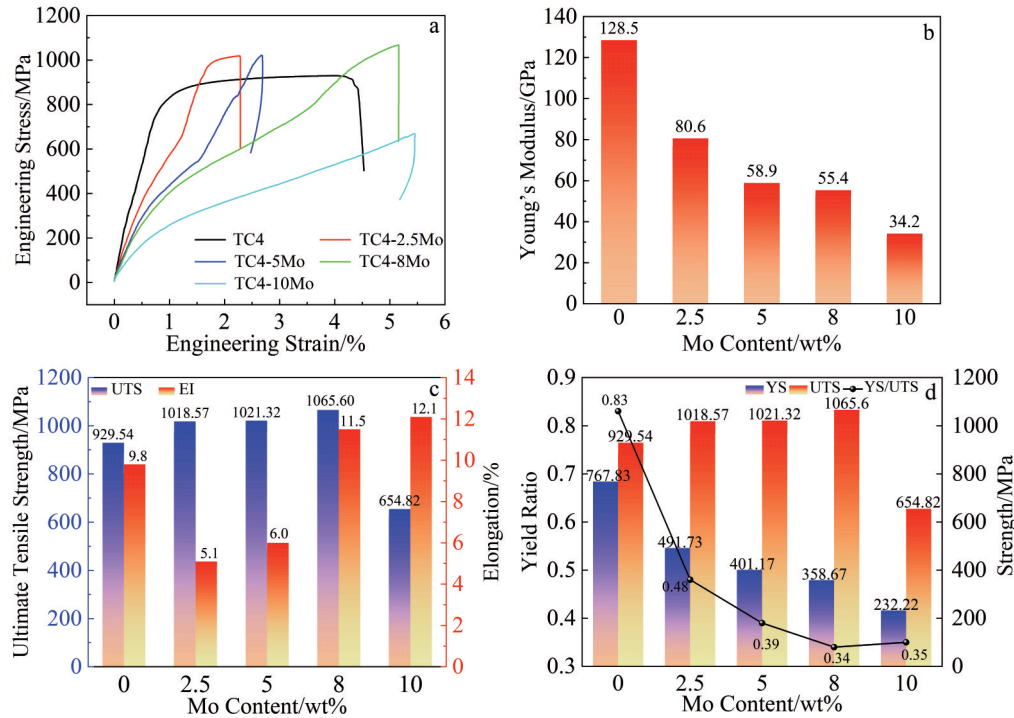 a
1200
1000
800
600
400
200
0
Engineering Stress/MPa
TC4 TC4-2.5Mo
TC4-5Mo TC4-8Mo
TC4-10Mo
0 1 2 3 4 5 6
Engineering Strain/%
b
140
120
100
80
60
40
20
0
Young's Modulus/GPa
128.5
80.6
58.9
55.4
34.2
0 2.5 5 8 10
Mo Content/wt%
c
UTS EI
1200
1000
800
600
400
200
0
Ultimate Tensile Strength/MPa
929.54 1018.57 1021.32 1065.60 654.82
9.8 5.1 6.0 11.5 12.1
14
12
10
8
6
4
2
0
Elongation/%
0 2.5 5 8 10
Mo Content/wt%
d
YS UTS YS/UTS
0.9
0.8
0.7
0.6
0.5
0.4
0.3
Yield Ratio
0.83 0.48 0.39 0.34 0.35
767.83 491.73 401.17 358.67 232.22
929.54 1018.57 1021.32 1065.6 654.82
1200
1000
800
600
400
200
0
Strength/MPa
0 2.5 5 8 10
Mo Content/wt%